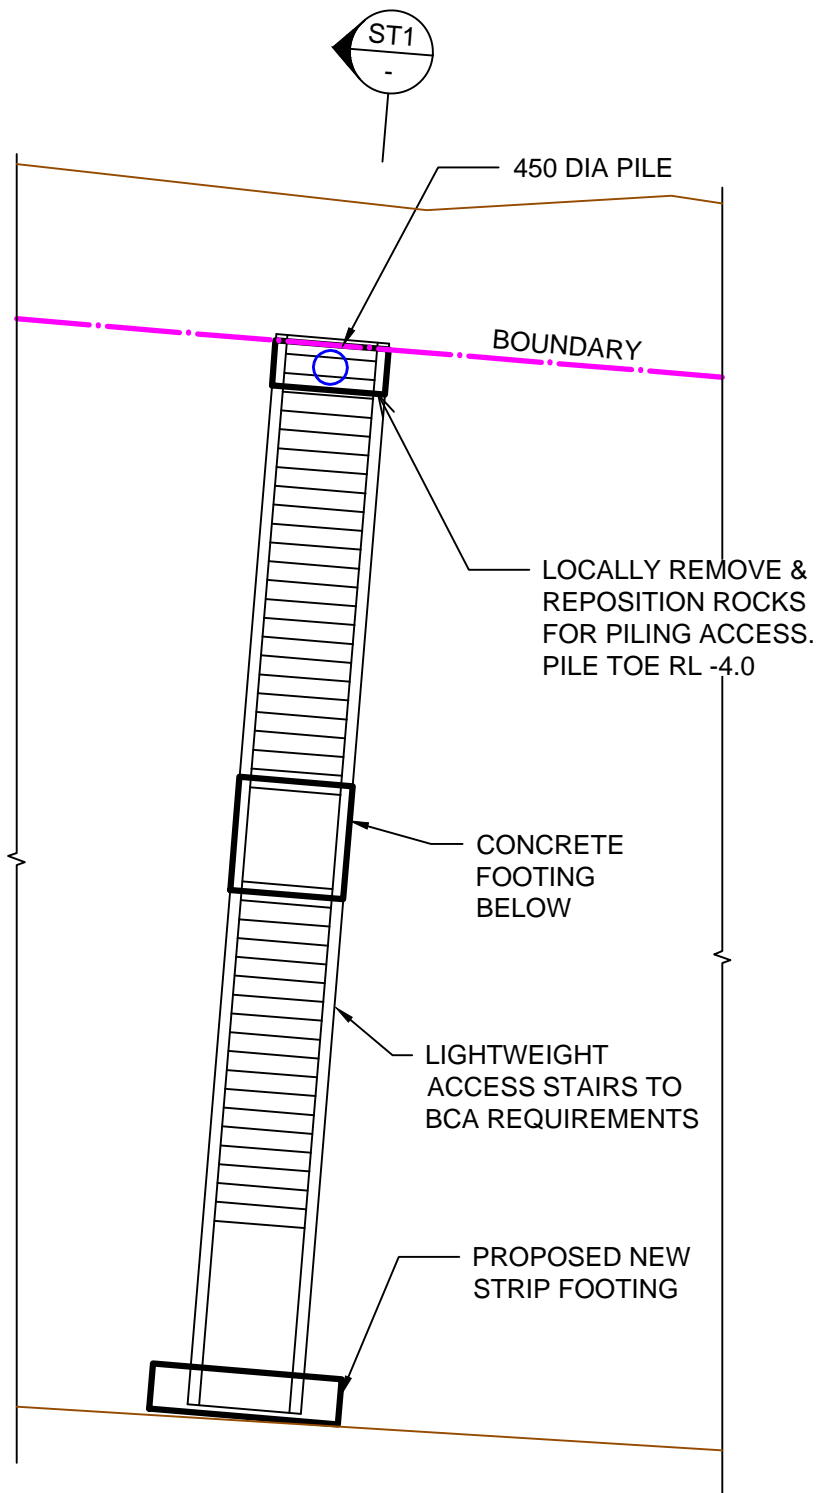 ST1
-
450 DIA PILE
BOUNDARY
LOCALLY REMOVE &
REPOSITION ROCKS
FOR PILING ACCESS.
PILE TOE RL -4.0
CONCRETE
FOOTING
BELOW
LIGHTWEIGHT
ACCESS STAIRS TO
BCA REQUIREMENTS
PROPOSED NEW
STRIP FOOTING